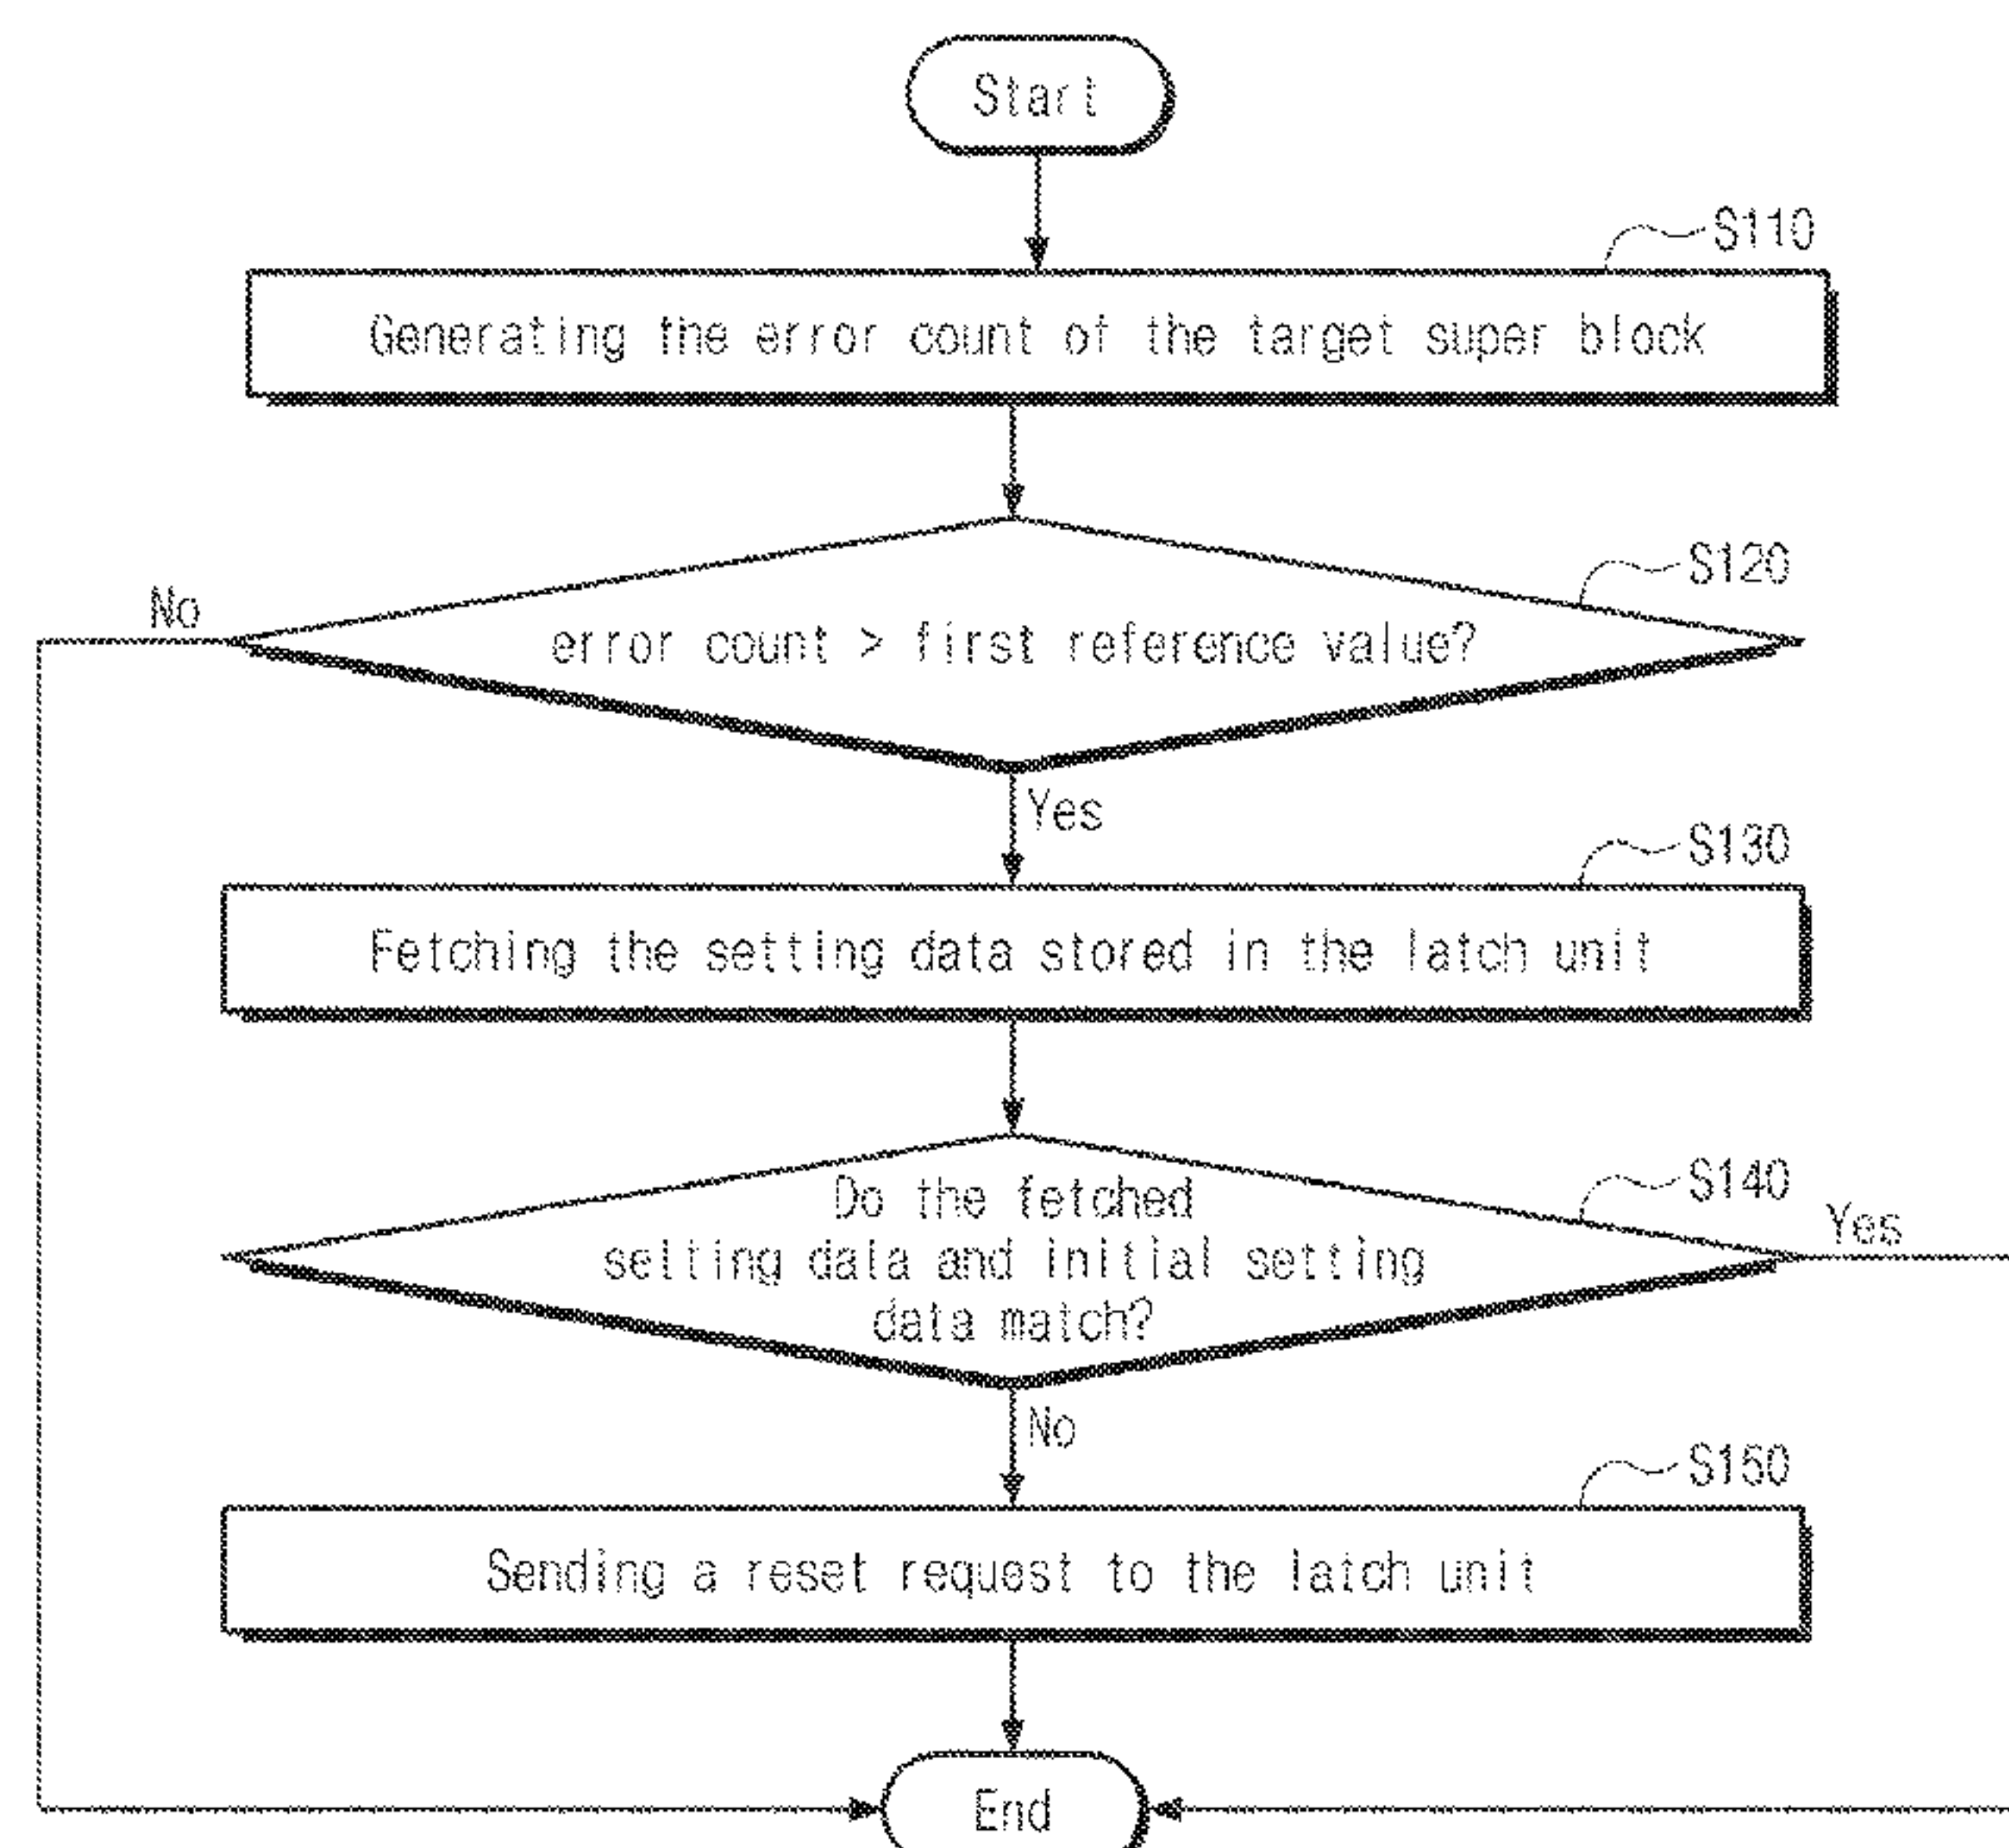 Start
S110
Generating the error count of the target super block
S120
No
error count > first reference value?
Yes
S130
Fetching the setting data stored in the latch unit
S140
Do the fetched
Yes
setting data and initial setting
data match?
No
S150
Sending a reset request to the latch unit
End